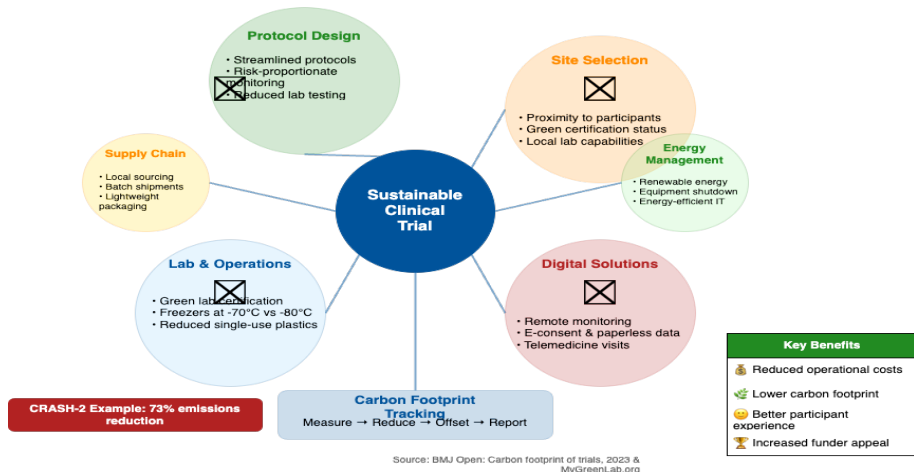 Protocol Design
• Streamlined protocols
• Risk-proportionate
monitoring
• Reduced lab testing
Site Selection
• Proximity to participants
• Green certification status
• Local lab capabilities
Supply Chain
• Local sourcing
• Batch shipments
• Lightweight
packaging
Sustainable
Clinical
Trial
Energy
Management
• Renewable energy
• Equipment shutdown
• Energy-efficient IT
Lab & Operations
• Green lab certification
• Freezers at -70°C vs -80°C
• Reduced single-use plastics
Digital Solutions
• Remote monitoring
• E-consent & paperless data
• Telemedicine visits
Key Benefits
💰 Reduced operational costs
🌿 Lower carbon footprint
😊 Better participant
experience
🏆 Increased funder appeal
CRASH-2 Example: 73% emissions
reduction
Carbon Footprint
Tracking
Measure → Reduce → Offset → Report
Source: BMJ Open: Carbon footprint of trials, 2023 &
MyGreenLab.org